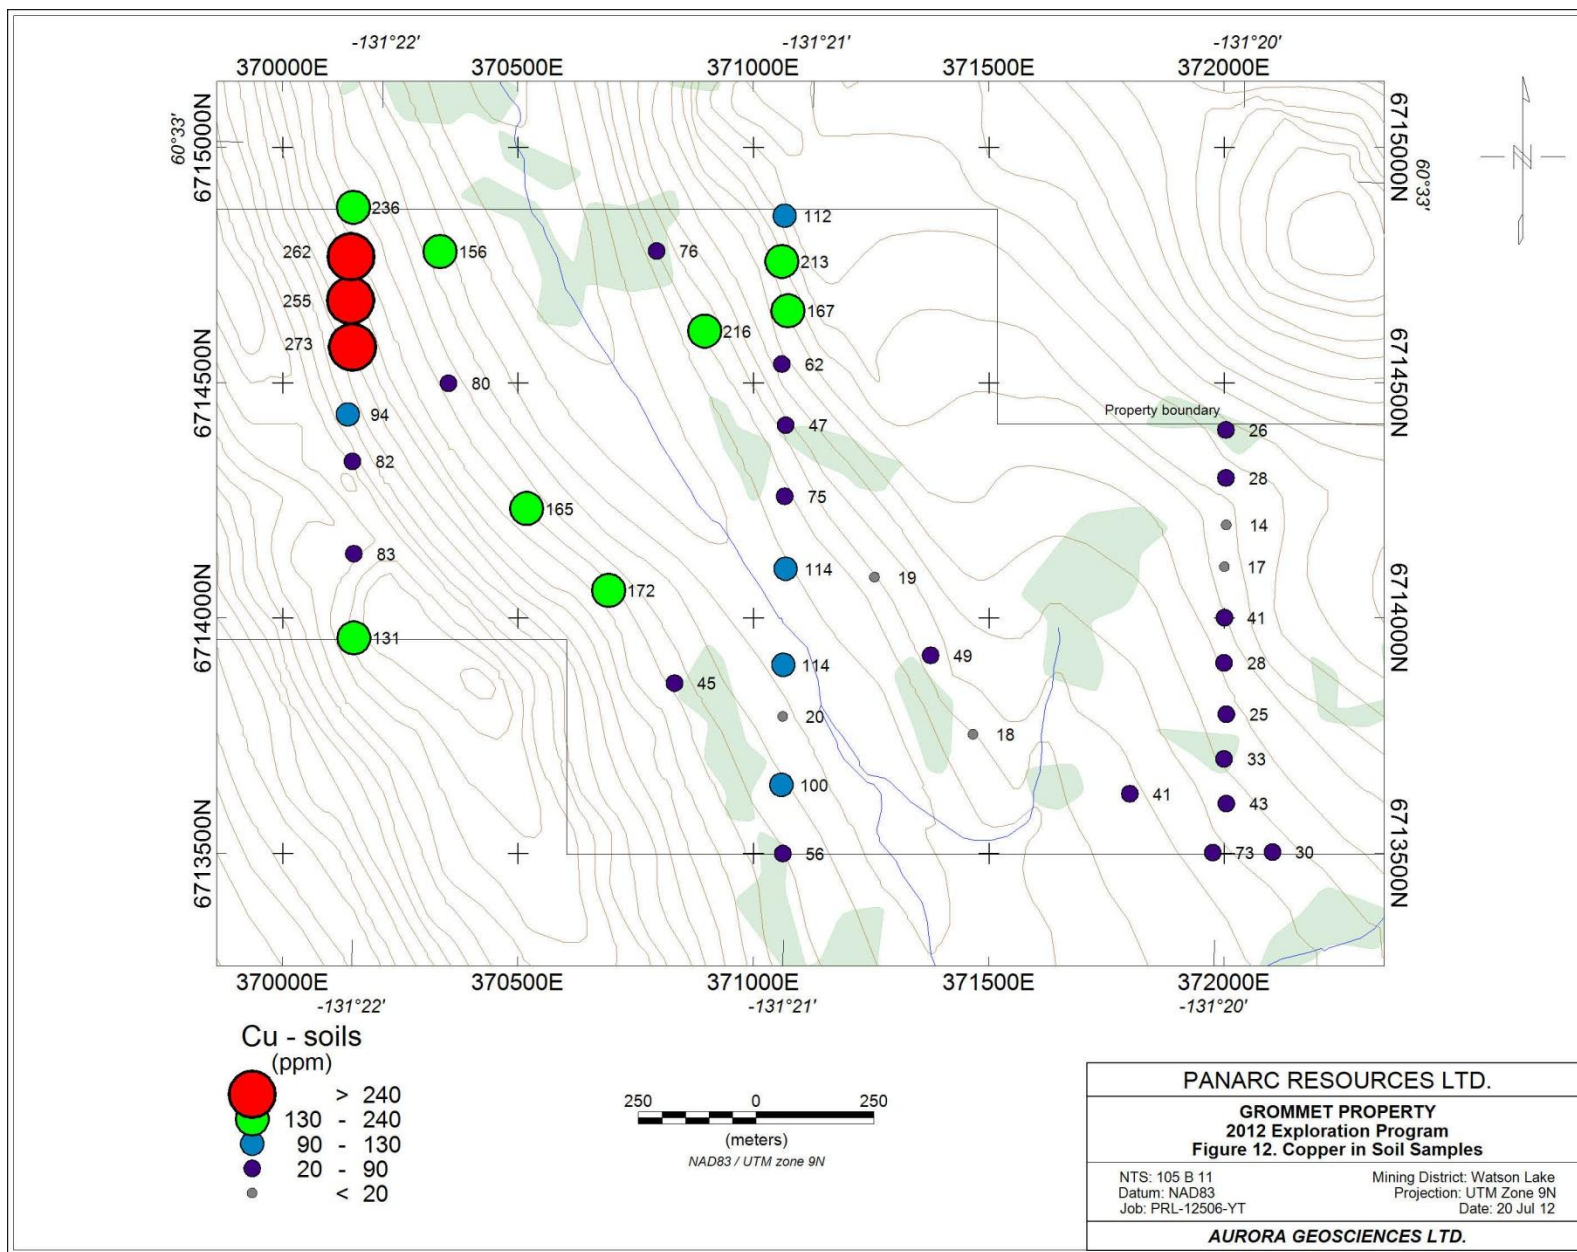 -131°22' -131°21' -131°20'
370000E 370500E 371000E 371500E 372000E
60°33'
6715000N
6714500N
6714000N
6713500N
6715000N
60°33'
6714500N
6714000N
6713500N
236
112
262
156
76
213
255
167
216
273
62
80
94
47
Property boundary
26
82
28
75
165
14
83
114
17
19
172
41
131
49
28
114
45
25
20
18
33
100
41
43
56
73
30
370000E 370500E 371000E 371500E 372000E
-131°22' -131°21' -131°20'
Cu - soils
(ppm)
> 240
130 - 240
90 - 130
20 - 90
< 20
250 0 250
(meters)
NAD83 / UTM zone 9N
N
PANARC RESOURCES LTD.
GROMMET PROPERTY
2012 Exploration Program
Figure 12. Copper in Soil Samples
NTS: 105 B 11 Mining District: Watson Lake
Datum: NAD83 Projection: UTM Zone 9N
Job: PRL-12506-YT Date: 20 Jul 12
AURORA GEOSCIENCES LTD.